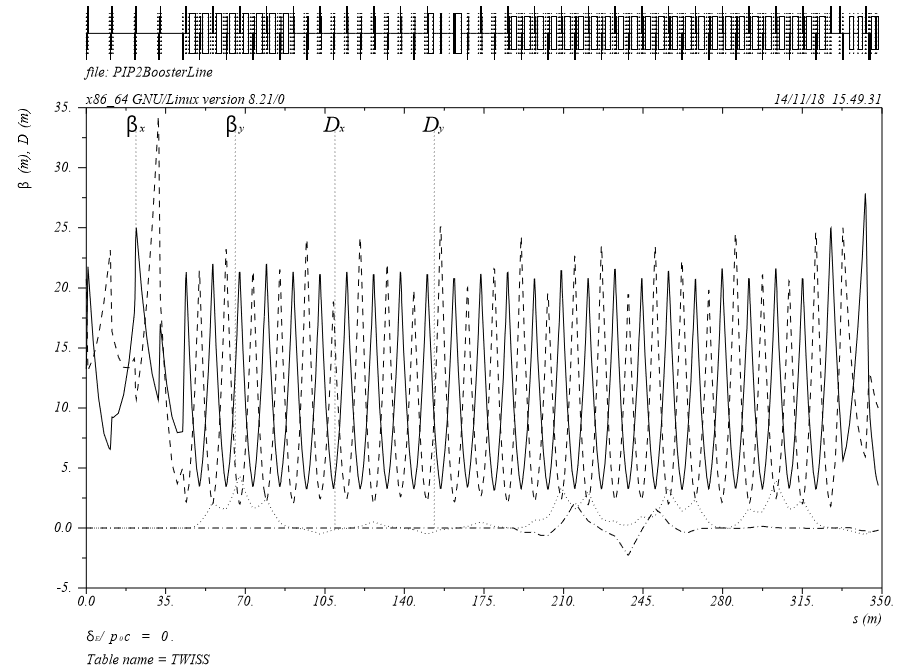 file: PIP2BoosterLine
x86_64 GNU/Linux version 8.21/0 14/11/18 15.49.31
β (m), D (m)
35.
βx βy Dx Dy
30.
25.
20.
15.
10.
5.
0.0
-5.
0.0 35. 70. 105. 140. 175. 210. 245. 280. 315. 350.
s (m)
δE/ p0c = 0.
Table name = TWISS